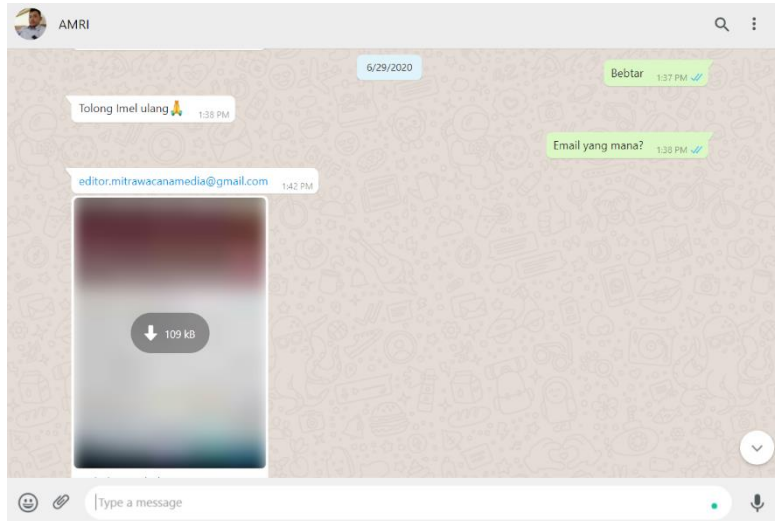 AMRI
6/29/2020
Bebtar 1:37 PM
Tolong Imel ulang🙏 1:38 PM
Email yang mana? 1:38 PM
editor.mitrawacanamedia@gmail.com 1:42 PM
109 kB
Type a message